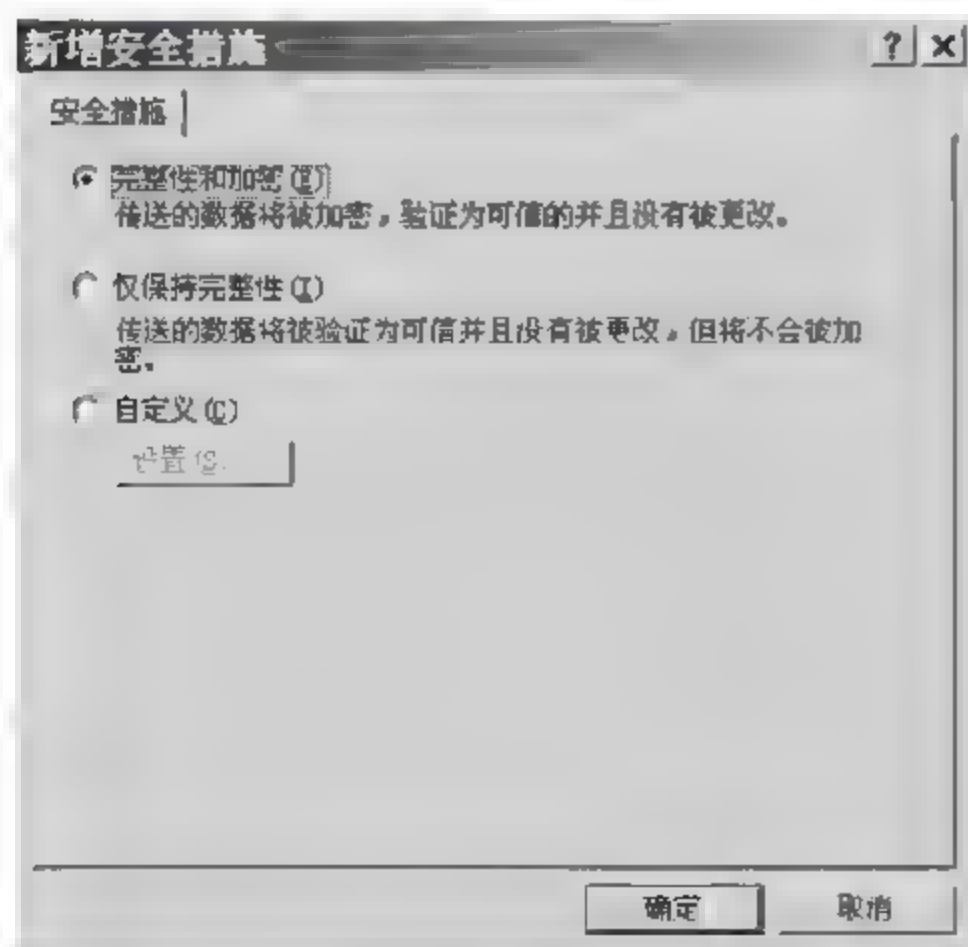 新增安全措施
安全措施
完整性和加密(E)
传送的数据将被加密，验证为可信的并且没有被更改。
仅保持完整性(I)
传送的数据将被验证为可信并且没有被更改，但将不会被加
密。
自定义(C)
设置(S)
确定
取消